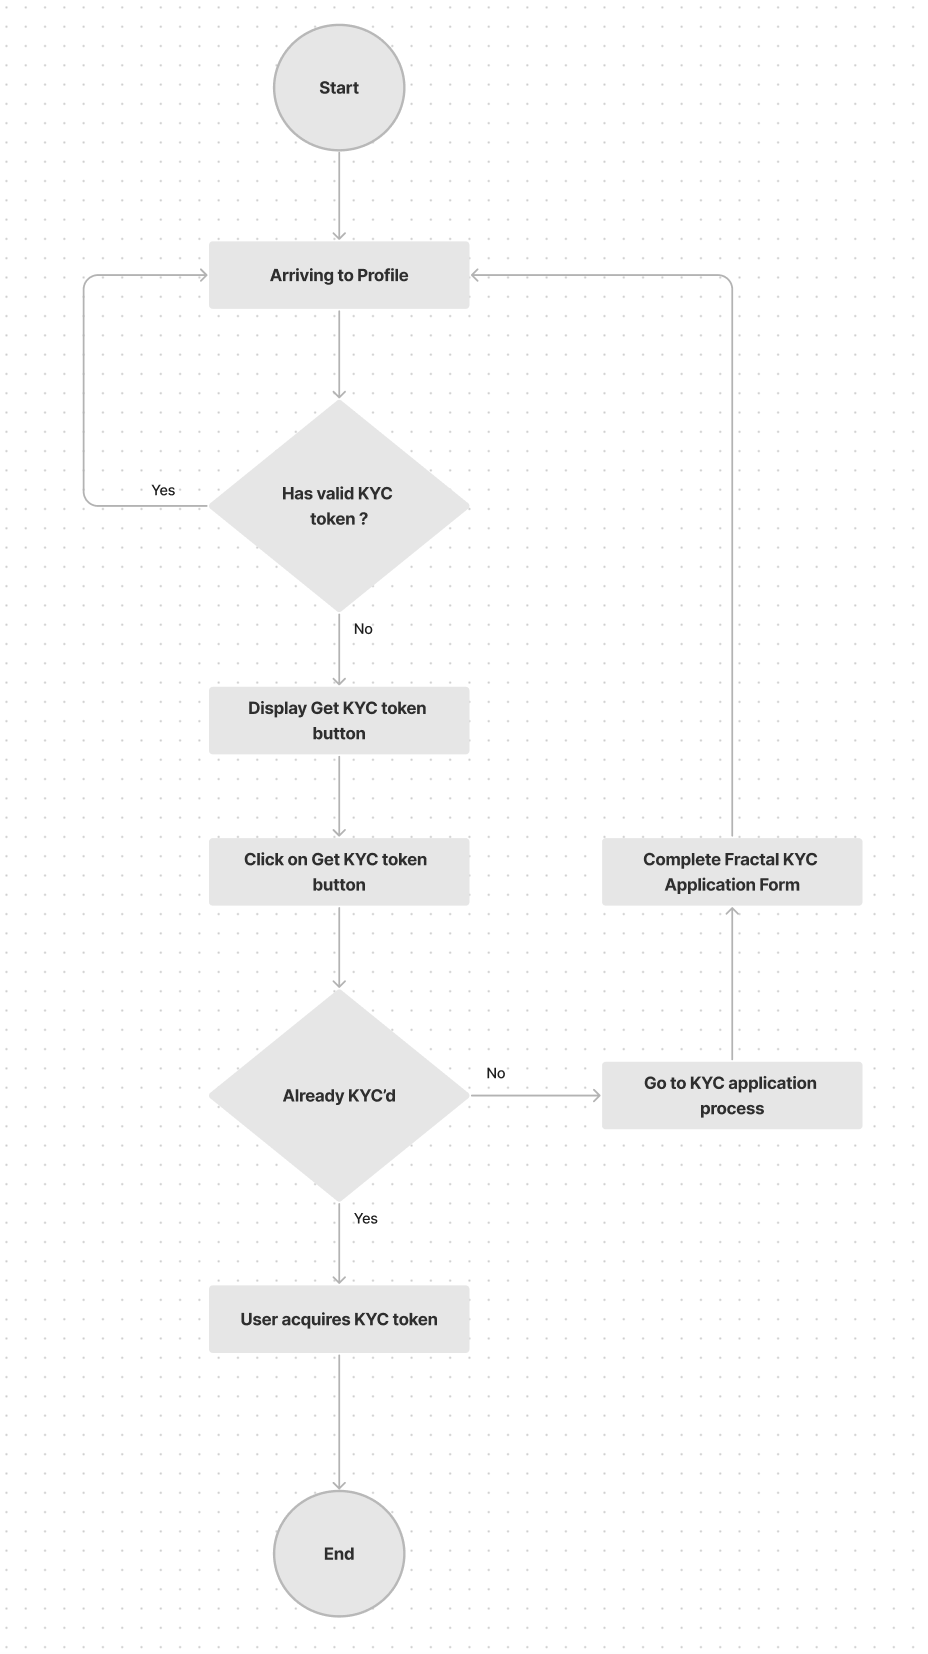 Start
Arriving to Profile
Has valid KYC
token ?
Yes
No
Display Get KYC token
button
Click on Get KYC token
button
Complete Fractal KYC
Application Form
Already KYC’d
No
Go to KYC application
process
Yes
User acquires KYC token
End